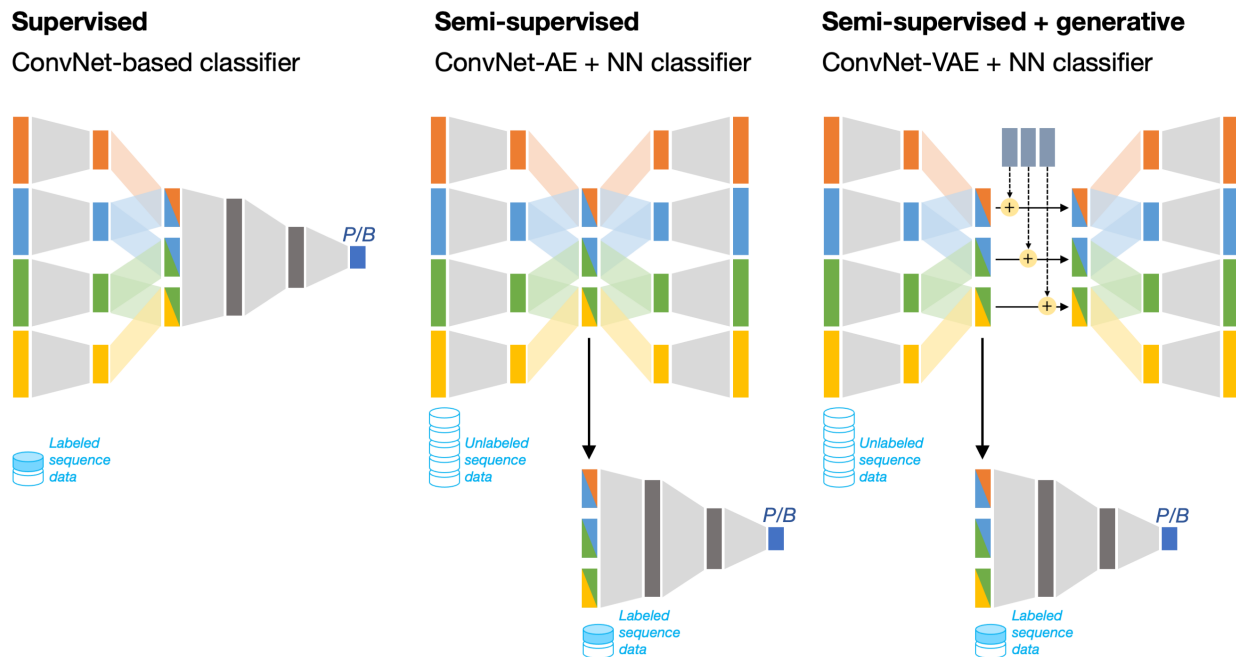 Supervised
ConvNet-based classifier
P/B
Labeled
sequence
data
Semi-supervised
ConvNet-AE + NN classifier
Unlabeled
sequence
data
P/B
Labeled
sequence
data
Semi-supervised + generative
ConvNet-VAE + NN classifier
+
+
+
Unlabeled
sequence
data
P/B
Labeled
sequence
data